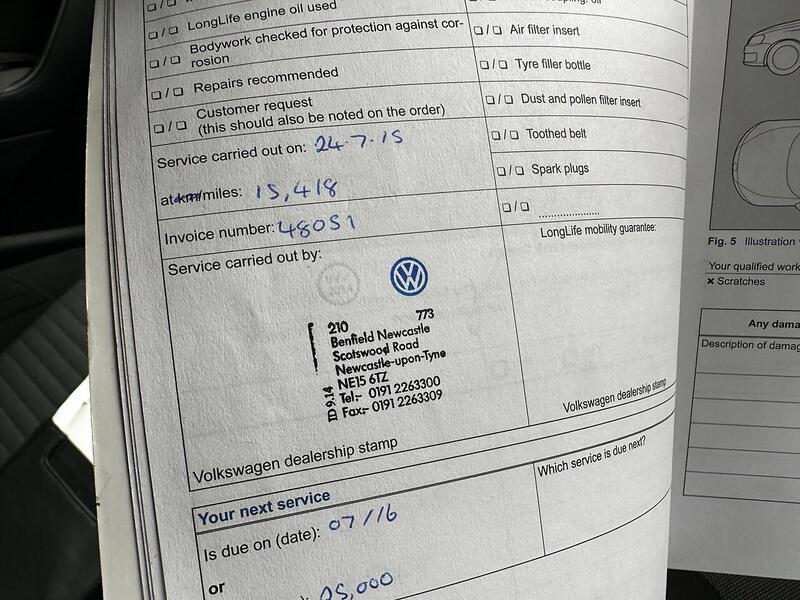 LongLife engine oil used
Bodywork checked for protection against cor-
rosion
Repairs recommended
Customer request
(this should also be noted on the order)
Service carried out on: 24.7.15
at km/miles: 15,418
Invoice number: 48051
Service carried out by:
210 773
Benfield Newcastle
Scotswood Road
Newcastle-upon-Tyne
NE15 6TZ
Tel:- 0191 2263300
Fax:- 0191 2263309
ID 9.14
Volkswagen dealership stamp
Your next service
Is due on (date): 07/16
or
25,000
oil
Air filter insert
Tyre filler bottle
Dust and pollen filter insert
Toothed belt
Spark plugs
LongLife mobility guarantee:
Volkswagen dealership stamp
Which service is due next?
Fig. 5 Illustration
Your qualified work
✖ Scratches
Any dama
Description of damag